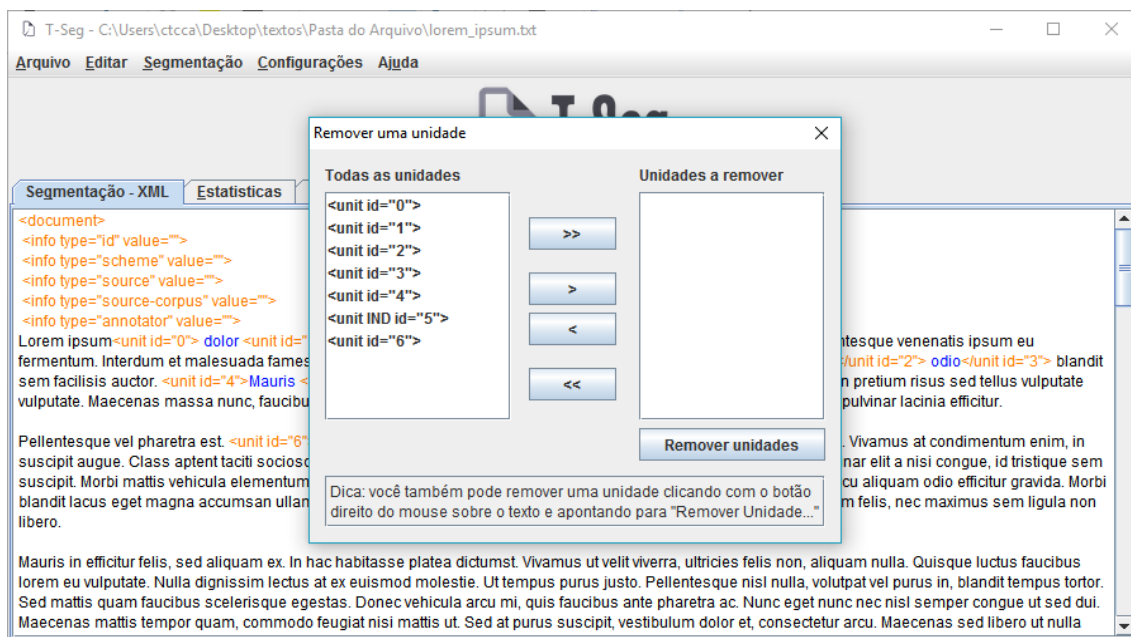 T-Seg - C:\Users\ctcca\Desktop\textos\Pasta do Arquivo\lorem_ipsum.txt
Arquivo Editar Segmentação Configurações Ajuda
T-Seg
Remover uma unidade
Todas as unidades
Unidades a remover
<unit id="0">
<unit id="1">
<unit id="2">
<unit id="3">
<unit id="4">
<unit IND id="5">
<unit id="6">
>>
>
<
<<
Remover unidades
Dica: você também pode remover uma unidade clicando com o botão
direito do mouse sobre o texto e apontando para "Remover Unidade..."
Segmentação - XML Estatisticas
<document>
<info type="id" value="">
<info type="scheme" value="">
<info type="source" value="">
<info type="source-corpus" value="">
<info type="annotator" value="">
Lorem ipsum<unit id="0"> dolor <unit id=" ntesque venenatis ipsum eu
fermentum. Interdum et malesuada fames /unit id="2"> odio</unit id="3"> blandit
sem facilisis auctor. <unit id="4">Mauris < n pretium risus sed tellus vulputate
vulputate. Maecenas massa nunc, faucibu pulvinar lacinia efficitur.
Pellentesque vel pharetra est. <unit id="6" . Vivamus at condimentum enim, in
suscipit augue. Class aptent taciti sociosq nar elit a nisi congue, id tristique sem
suscipit. Morbi mattis vehicula elementum cu aliquam odio efficitur gravida. Morbi
blandit lacus eget magna accumsan ullan m felis, nec maximus sem ligula non
libero.
Mauris in efficitur felis, sed aliquam ex. In hac habitasse platea dictumst. Vivamus ut velit viverra, ultricies felis non, aliquam nulla. Quisque luctus faucibus
lorem eu vulputate. Nulla dignissim lectus at ex euismod molestie. Ut tempus purus justo. Pellentesque nisl nulla, volutpat vel purus in, blandit tempus tortor.
Sed mattis quam faucibus scelerisque egestas. Donec vehicula arcu mi, quis faucibus ante pharetra ac. Nunc eget nunc nec nisl semper congue ut sed dui.
Maecenas mattis tempor quam, commodo feugiat nisi mattis ut. Sed at purus suscipit, vestibulum dolor et, consectetur arcu. Maecenas sed libero ut nulla